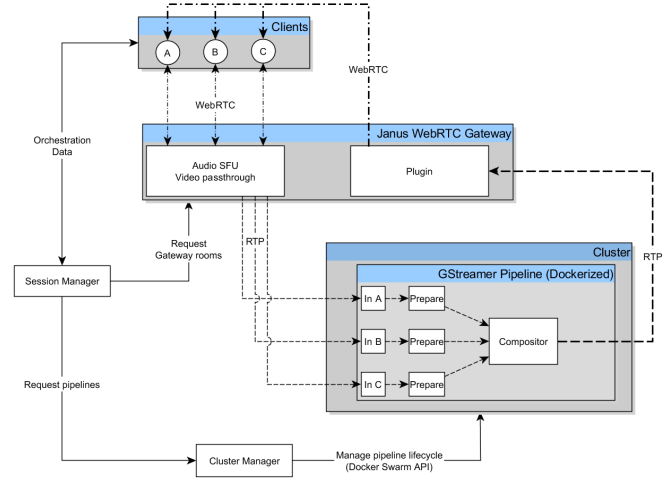 Clients
A
B
C
WebRTC
WebRTC
Orchestration
Data
Janus WebRTC Gateway
Audio SFU
Video passthrough
Plugin
Request
Gateway rooms
RTP
RTP
Session Manager
Cluster
GStreamer Pipeline (Dockerized)
In A
Prepare
In B
Prepare
Compositor
In C
Prepare
Request pipelines
Cluster Manager
Manage pipeline lifecycle
(Docker Swarm API)